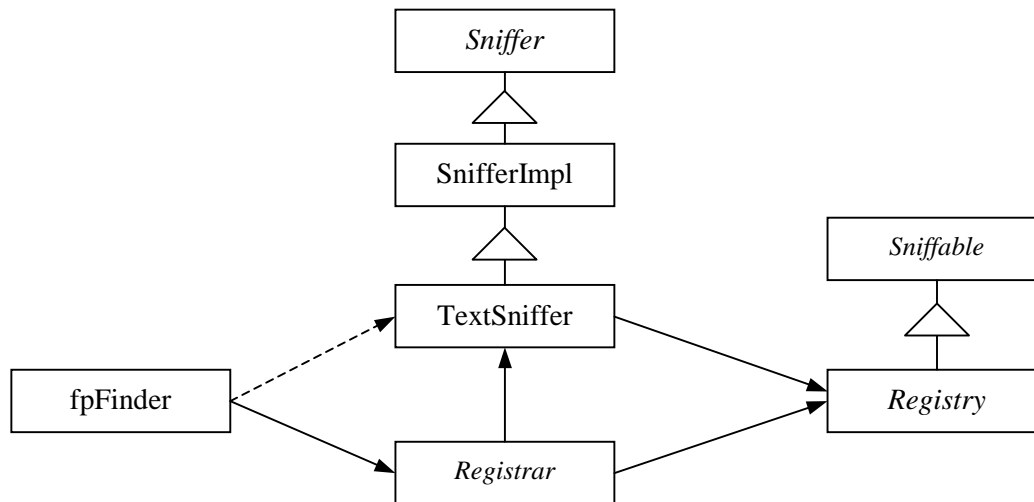 Sniffer
SnifferImpl
Sniffable
TextSniffer
fpFinder
Registry
Registrar